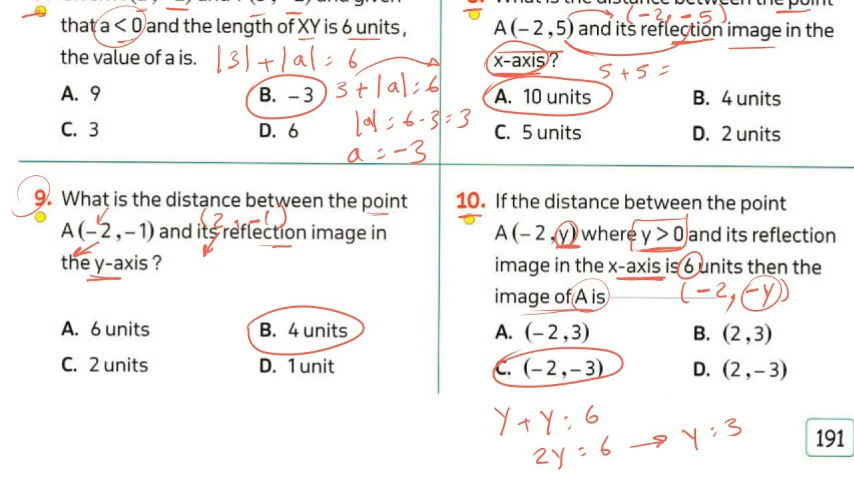 that a < 0 and the length of XY is 6 units,
the value of a is. |3| + |a| = 6
A. 9
B. −3
3 + |a| = 6
C. 3
D. 6
|a| = 6 - 3 = 3
a = -3
(-2, -5)
A(−2,5) and its reflection image in the
x-axis?
5 + 5 =
A. 10 units
B. 4 units
C. 5 units
D. 2 units
9. What is the distance between the point
(2, -1)
A(−2,−1) and its reflection image in
the y-axis?
A. 6 units
B. 4 units
C. 2 units
D. 1 unit
10. If the distance between the point
A(−2,y) where y > 0 and its reflection
image in the x-axis is 6 units then the
image of A is
(-2, -y)
A. (−2,3)
B. (2,3)
C. (−2,−3)
D. (2,−3)
y + y = 6
2y = 6 → y = 3
191